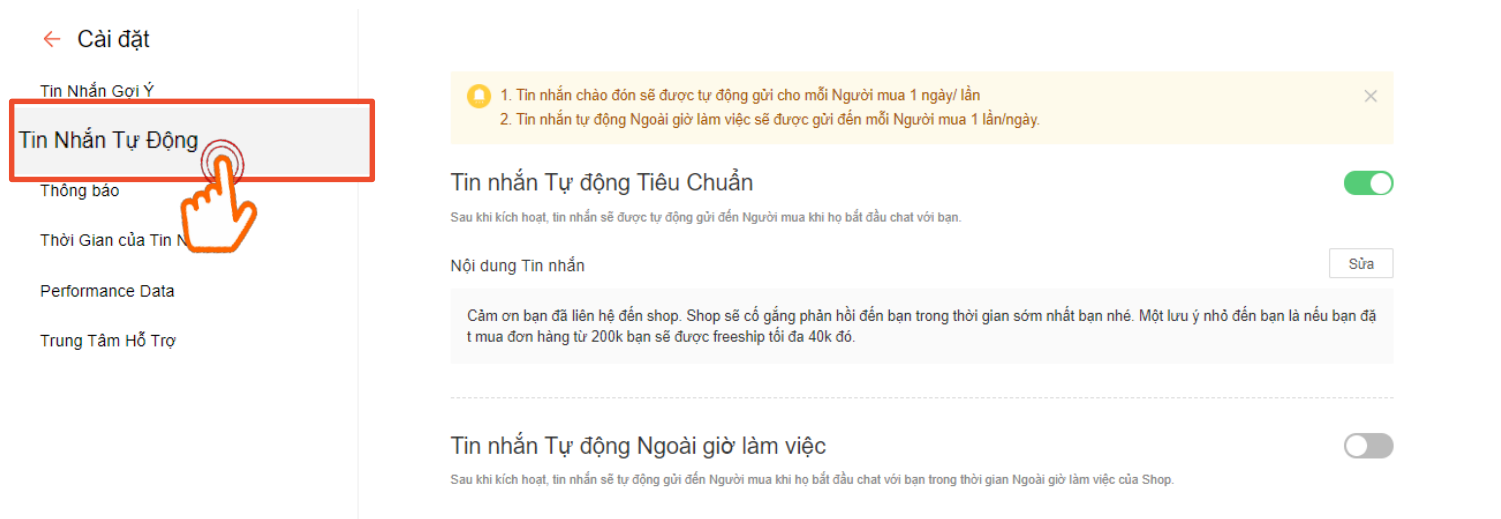 Cài đặt
Tin Nhắn Gợi Ý
Tin Nhắn Tự Động
Thông báo
Thời Gian của Tin
Performance Data
Trung Tâm Hỗ Trợ
1. Tin nhắn chào đón sẽ được tự động gửi cho mỗi Người mua 1 ngày/ lần
2. Tin nhắn tự động Ngoài giờ làm việc sẽ được gửi đến mỗi Người mua 1 lần/ngày.
Tin nhắn Tự động Tiêu Chuẩn
Sau khi kích hoạt, tin nhắn sẽ được tự động gửi đến Người mua khi họ bắt đầu chat với bạn.
Nội dung Tin nhắn
Sửa
Cảm ơn bạn đã liên hệ đến shop. Shop sẽ cố gắng phản hồi đến bạn trong thời gian sớm nhất bạn nhé. Một lưu ý nhỏ đến bạn là nếu bạn đặ
t mua đơn hàng từ 200k bạn sẽ được freeship tối đa 40k đó.
Tin nhắn Tự động Ngoài giờ làm việc
Sau khi kích hoạt, tin nhắn sẽ tự động gửi đến Người mua khi họ bắt đầu chat với bạn trong thời gian Ngoài giờ làm việc của Shop.